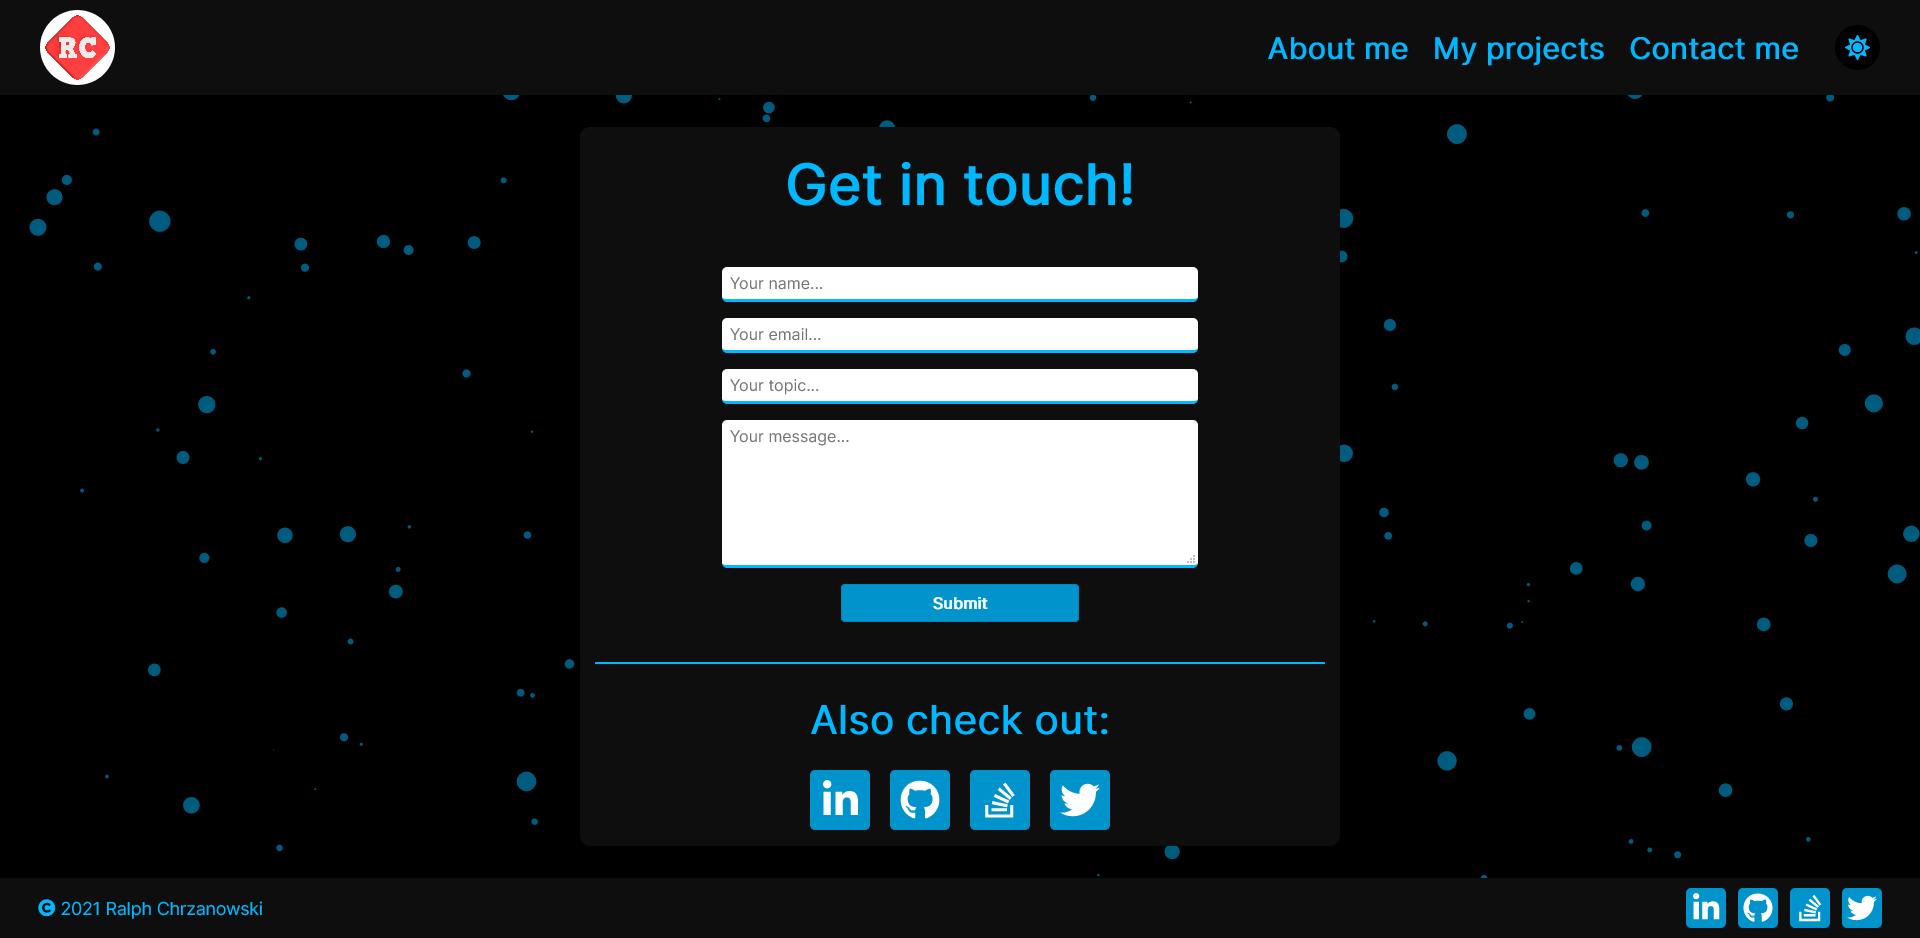 RC
About me My projects Contact me
Get in touch!
Your name...
Your email...
Your topic...
Your message...
Submit
Also check out:
in
© 2021 Ralph Chrzanowski
in